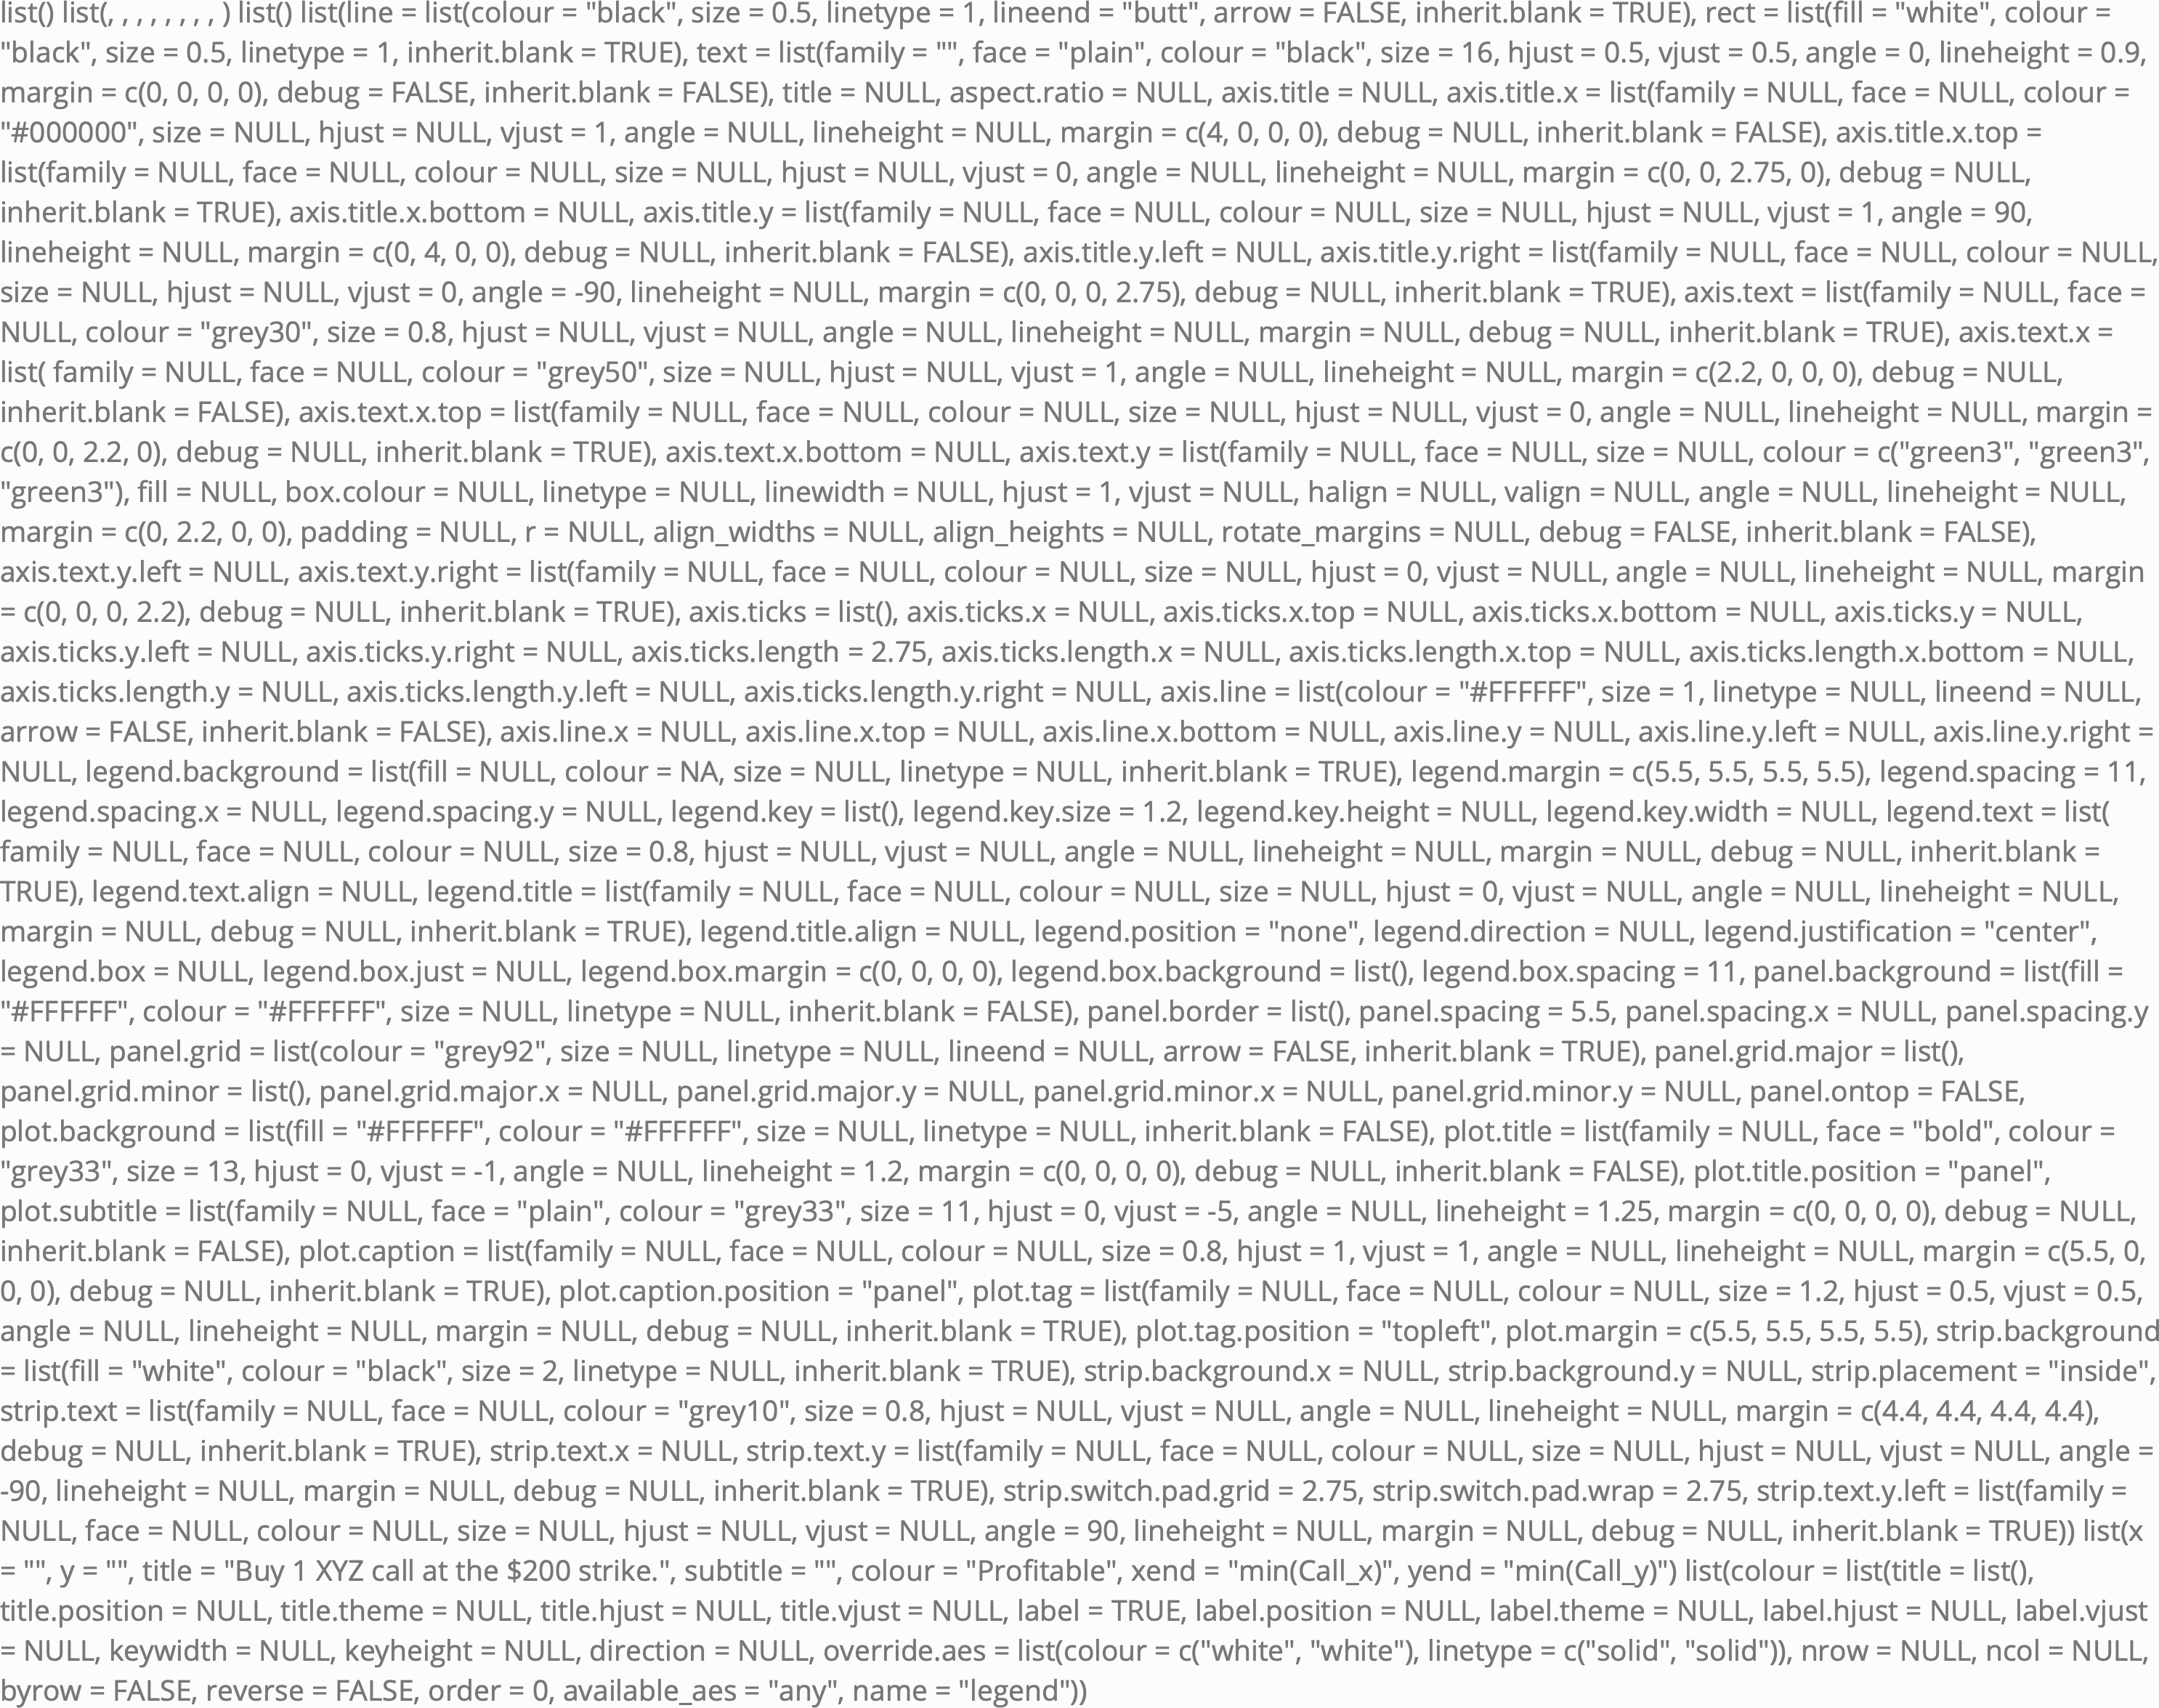 list() list(, , , , , , , , ) list() list(line = list(colour = "black", size = 0.5, linetype = 1, lineend = "butt", arrow = FALSE, inherit.blank = TRUE), rect = list(fill = "white", colour =
"black", size = 0.5, linetype = 1, inherit.blank = TRUE), text = list(family = "", face = "plain", colour = "black", size = 16, hjust = 0.5, vjust = 0.5, angle = 0, lineheight = 0.9,
margin = c(0, 0, 0, 0), debug = FALSE, inherit.blank = FALSE), title = NULL, aspect.ratio = NULL, axis.title = NULL, axis.title.x = list(family = NULL, face = NULL, colour =
"#000000", size = NULL, hjust = NULL, vjust = 1, angle = NULL, lineheight = NULL, margin = c(4, 0, 0, 0), debug = NULL, inherit.blank = FALSE), axis.title.x.top =
list(family = NULL, face = NULL, colour = NULL, size = NULL, hjust = NULL, vjust = 0, angle = NULL, lineheight = NULL, margin = c(0, 0, 2.75, 0), debug = NULL,
inherit.blank = TRUE), axis.title.x.bottom = NULL, axis.title.y = list(family = NULL, face = NULL, colour = NULL, size = NULL, hjust = NULL, vjust = 1, angle = 90,
lineheight = NULL, margin = c(0, 4, 0, 0), debug = NULL, inherit.blank = FALSE), axis.title.y.left = NULL, axis.title.y.right = list(family = NULL, face = NULL, colour = NULL,
size = NULL, hjust = NULL, vjust = 0, angle = -90, lineheight = NULL, margin = c(0, 0, 0, 2.75), debug = NULL, inherit.blank = TRUE), axis.text = list(family = NULL, face =
NULL, colour = "grey30", size = 0.8, hjust = NULL, vjust = NULL, angle = NULL, lineheight = NULL, margin = NULL, debug = NULL, inherit.blank = TRUE), axis.text.x =
list( family = NULL, face = NULL, colour = "grey50", size = NULL, hjust = NULL, vjust = 1, angle = NULL, lineheight = NULL, margin = c(2.2, 0, 0, 0), debug = NULL,
inherit.blank = FALSE), axis.text.x.top = list(family = NULL, face = NULL, colour = NULL, size = NULL, hjust = NULL, vjust = 0, angle = NULL, lineheight = NULL, margin =
c(0, 0, 2.2, 0), debug = NULL, inherit.blank = TRUE), axis.text.x.bottom = NULL, axis.text.y = list(family = NULL, face = NULL, size = NULL, colour = c("green3", "green3",
"green3"), fill = NULL, box.colour = NULL, linetype = NULL, linewidth = NULL, hjust = 1, vjust = NULL, halign = NULL, valign = NULL, angle = NULL, lineheight = NULL,
margin = c(0, 2.2, 0, 0), padding = NULL, r = NULL, align_widths = NULL, align_heights = NULL, rotate_margins = NULL, debug = FALSE, inherit.blank = FALSE),
axis.text.y.left = NULL, axis.text.y.right = list(family = NULL, face = NULL, colour = NULL, size = NULL, hjust = 0, vjust = NULL, angle = NULL, lineheight = NULL, margin
= c(0, 0, 0, 2.2), debug = NULL, inherit.blank = TRUE), axis.ticks = list(), axis.ticks.x = NULL, axis.ticks.x.top = NULL, axis.ticks.x.bottom = NULL, axis.ticks.y = NULL,
axis.ticks.y.left = NULL, axis.ticks.y.right = NULL, axis.ticks.length = 2.75, axis.ticks.length.x = NULL, axis.ticks.length.x.top = NULL, axis.ticks.length.x.bottom = NULL,
axis.ticks.length.y = NULL, axis.ticks.length.y.left = NULL, axis.ticks.length.y.right = NULL, axis.line = list(colour = "#FFFFFF", size = 1, linetype = NULL, lineend = NULL,
arrow = FALSE, inherit.blank = FALSE), axis.line.x = NULL, axis.line.x.top = NULL, axis.line.x.bottom = NULL, axis.line.y = NULL, axis.line.y.left = NULL, axis.line.y.right =
NULL, legend.background = list(fill = NULL, colour = NA, size = NULL, linetype = NULL, inherit.blank = TRUE), legend.margin = c(5.5, 5.5, 5.5, 5.5), legend.spacing = 11,
legend.spacing.x = NULL, legend.spacing.y = NULL, legend.key = list(), legend.key.size = 1.2, legend.key.height = NULL, legend.key.width = NULL, legend.text = list(
family = NULL, face = NULL, colour = NULL, size = 0.8, hjust = NULL, vjust = NULL, angle = NULL, lineheight = NULL, margin = NULL, debug = NULL, inherit.blank =
TRUE), legend.text.align = NULL, legend.title = list(family = NULL, face = NULL, colour = NULL, size = NULL, hjust = 0, vjust = NULL, angle = NULL, lineheight = NULL,
margin = NULL, debug = NULL, inherit.blank = TRUE), legend.title.align = NULL, legend.position = "none", legend.direction = NULL, legend.justification = "center",
legend.box = NULL, legend.box.just = NULL, legend.box.margin = c(0, 0, 0, 0), legend.box.background = list(), legend.box.spacing = 11, panel.background = list(fill =
"#FFFFFF", colour = "#FFFFFF", size = NULL, linetype = NULL, inherit.blank = FALSE), panel.border = list(), panel.spacing = 5.5, panel.spacing.x = NULL, panel.spacing.y
= NULL, panel.grid = list(colour = "grey92", size = NULL, linetype = NULL, lineend = NULL, arrow = FALSE, inherit.blank = TRUE), panel.grid.major = list(),
panel.grid.minor = list(), panel.grid.major.x = NULL, panel.grid.major.y = NULL, panel.grid.minor.x = NULL, panel.grid.minor.y = NULL, panel.ontop = FALSE,
plot.background = list(fill = "#FFFFFF", colour = "#FFFFFF", size = NULL, linetype = NULL, inherit.blank = FALSE), plot.title = list(family = NULL, face = "bold", colour =
"grey33", size = 13, hjust = 0, vjust = -1, angle = NULL, lineheight = 1.2, margin = c(0, 0, 0, 0), debug = NULL, inherit.blank = FALSE), plot.title.position = "panel",
plot.subtitle = list(family = NULL, face = "plain", colour = "grey33", size = 11, hjust = 0, vjust = -5, angle = NULL, lineheight = 1.25, margin = c(0, 0, 0, 0), debug = NULL,
inherit.blank = FALSE), plot.caption = list(family = NULL, face = NULL, colour = NULL, size = 0.8, hjust = 1, vjust = 1, angle = NULL, lineheight = NULL, margin = c(5.5, 0,
0, 0), debug = NULL, inherit.blank = TRUE), plot.caption.position = "panel", plot.tag = list(family = NULL, face = NULL, colour = NULL, size = 1.2, hjust = 0.5, vjust = 0.5,
angle = NULL, lineheight = NULL, margin = NULL, debug = NULL, inherit.blank = TRUE), plot.tag.position = "topleft", plot.margin = c(5.5, 5.5, 5.5, 5.5), strip.background
= list(fill = "white", colour = "black", size = 2, linetype = NULL, inherit.blank = TRUE), strip.background.x = NULL, strip.background.y = NULL, strip.placement = "inside",
strip.text = list(family = NULL, face = NULL, colour = "grey10", size = 0.8, hjust = NULL, vjust = NULL, angle = NULL, lineheight = NULL, margin = c(4.4, 4.4, 4.4, 4.4),
debug = NULL, inherit.blank = TRUE), strip.text.x = NULL, strip.text.y = list(family = NULL, face = NULL, colour = NULL, size = NULL, hjust = NULL, vjust = NULL, angle =
-90, lineheight = NULL, margin = NULL, debug = NULL, inherit.blank = TRUE), strip.switch.pad.grid = 2.75, strip.switch.pad.wrap = 2.75, strip.text.y.left = list(family =
NULL, face = NULL, colour = NULL, size = NULL, hjust = NULL, vjust = NULL, angle = 90, lineheight = NULL, margin = NULL, debug = NULL, inherit.blank = TRUE)) list(x
= "", y = "", title = "Buy 1 XYZ call at the $200 strike.", subtitle = "", colour = "Profitable", xend = "min(Call_x)", yend = "min(Call_y)") list(colour = list(title = list(),
title.position = NULL, title.theme = NULL, title.hjust = NULL, title.vjust = NULL, label = TRUE, label.position = NULL, label.theme = NULL, label.hjust = NULL, label.vjust
= NULL, keywidth = NULL, keyheight = NULL, direction = NULL, override.aes = list(colour = c("white", "white"), linetype = c("solid", "solid")), nrow = NULL, ncol = NULL,
byrow = FALSE, reverse = FALSE, order = 0, available_aes = "any", name = "legend"))